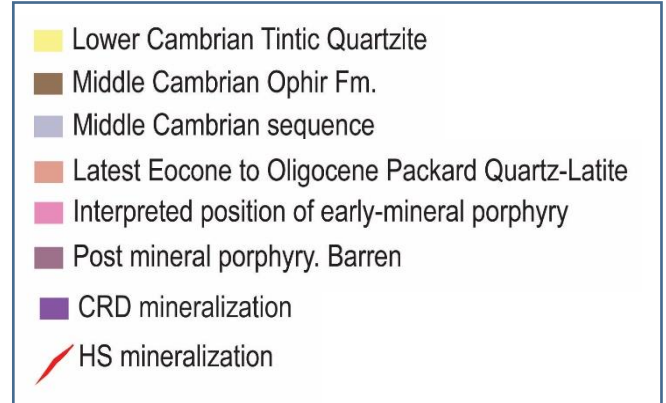 Lower Cambrian Tintic Quartzite
Middle Cambrian Ophir Fm.
Middle Cambrian sequence
Latest Eocone to Oligocene Packard Quartz-Latite
Interpreted position of early-mineral porphyry
Post mineral porphyry. Barren
CRD mineralization
HS mineralization